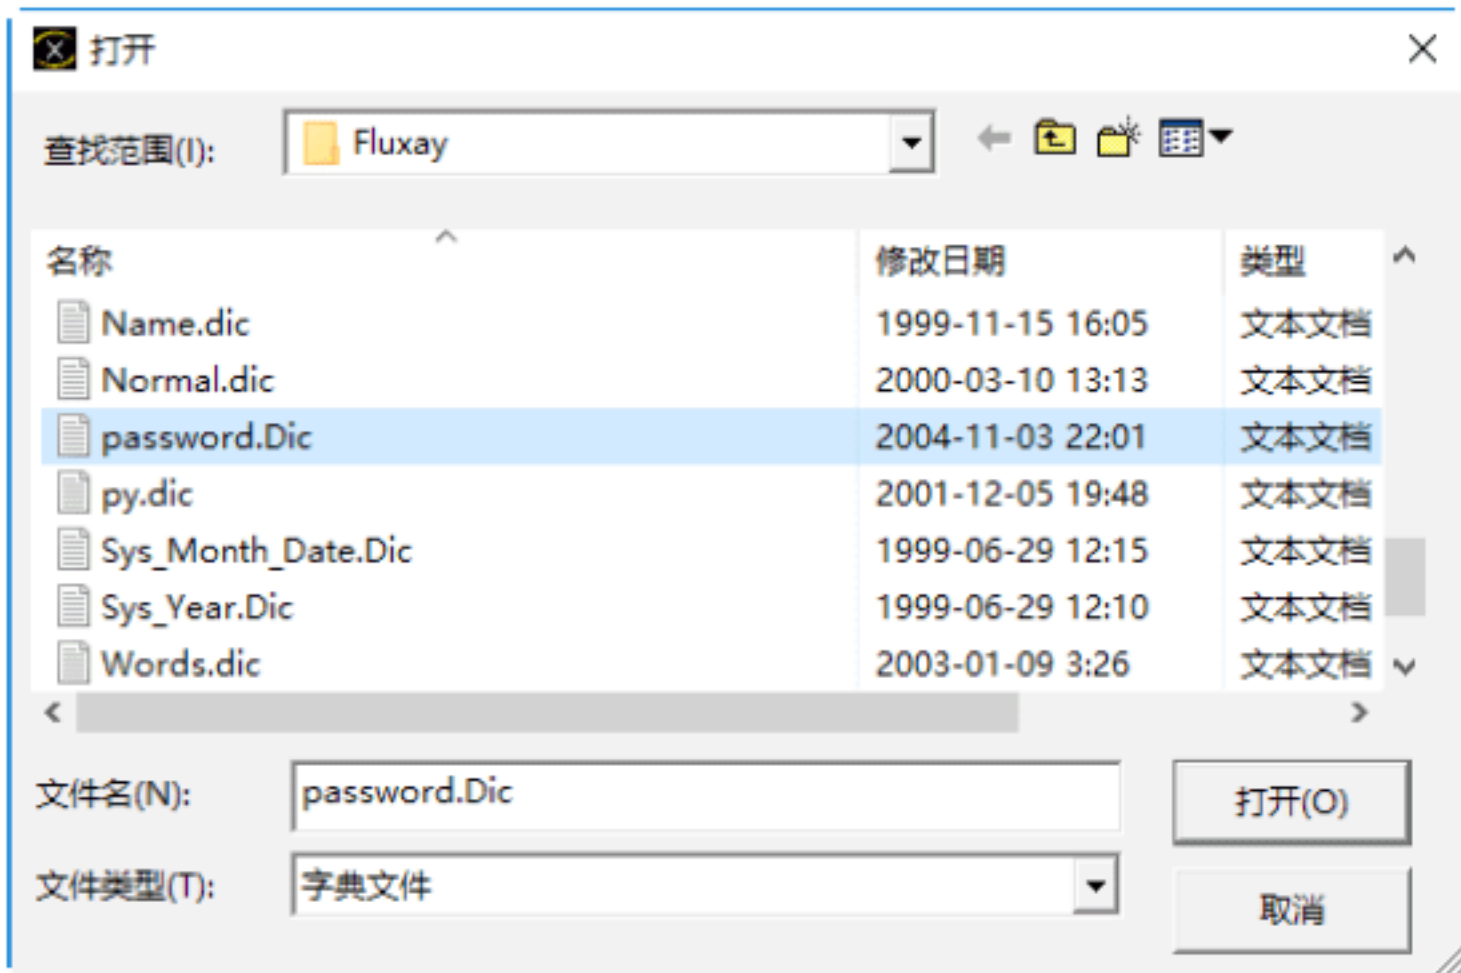 打开
查找范围(I): Fluxay
名称 修改日期 类型
Name.dic 1999-11-15 16:05 文本文档
Normal.dic 2000-03-10 13:13 文本文档
password.Dic 2004-11-03 22:01 文本文档
py.dic 2001-12-05 19:48 文本文档
Sys_Month_Date.Dic 1999-06-29 12:15 文本文档
Sys_Year.Dic 1999-06-29 12:10 文本文档
Words.dic 2003-01-09 3:26 文本文档
文件名(N): password.Dic 打开(O)
文件类型(T): 字典文件 取消